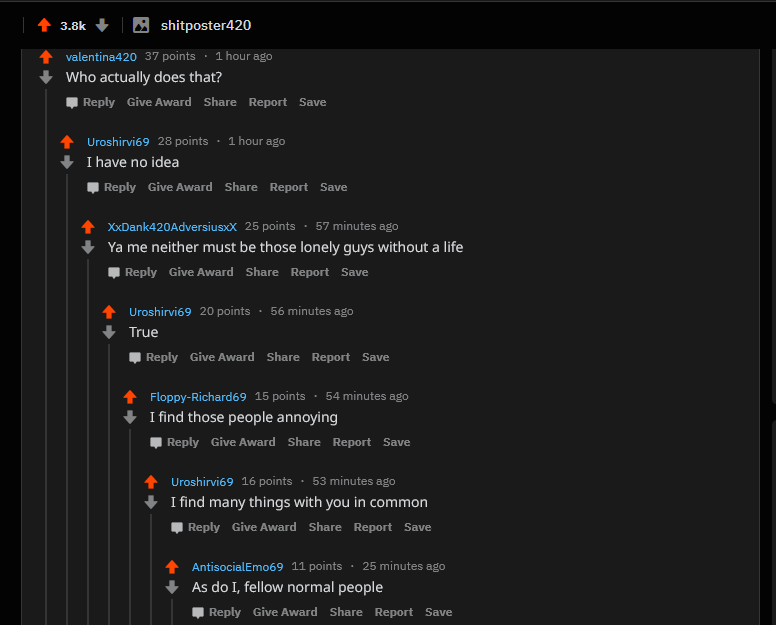 3.8k shitposter420
valentina420 37 points · 1 hour ago
Who actually does that?
Reply Give Award Share Report Save
Uroshirvi69 28 points · 1 hour ago
I have no idea
Reply Give Award Share Report Save
XxDank420AdversiusxX 25 points · 57 minutes ago
Ya me neither must be those lonely guys without a life
Reply Give Award Share Report Save
Uroshirvi69 20 points · 56 minutes ago
True
Reply Give Award Share Report Save
Floppy-Richard69 15 points · 54 minutes ago
I find those people annoying
Reply Give Award Share Report Save
Uroshirvi69 16 points · 53 minutes ago
I find many things with you in common
Reply Give Award Share Report Save
AntisocialEmo69 11 points · 25 minutes ago
As do I, fellow normal people
Reply Give Award Share Report Save